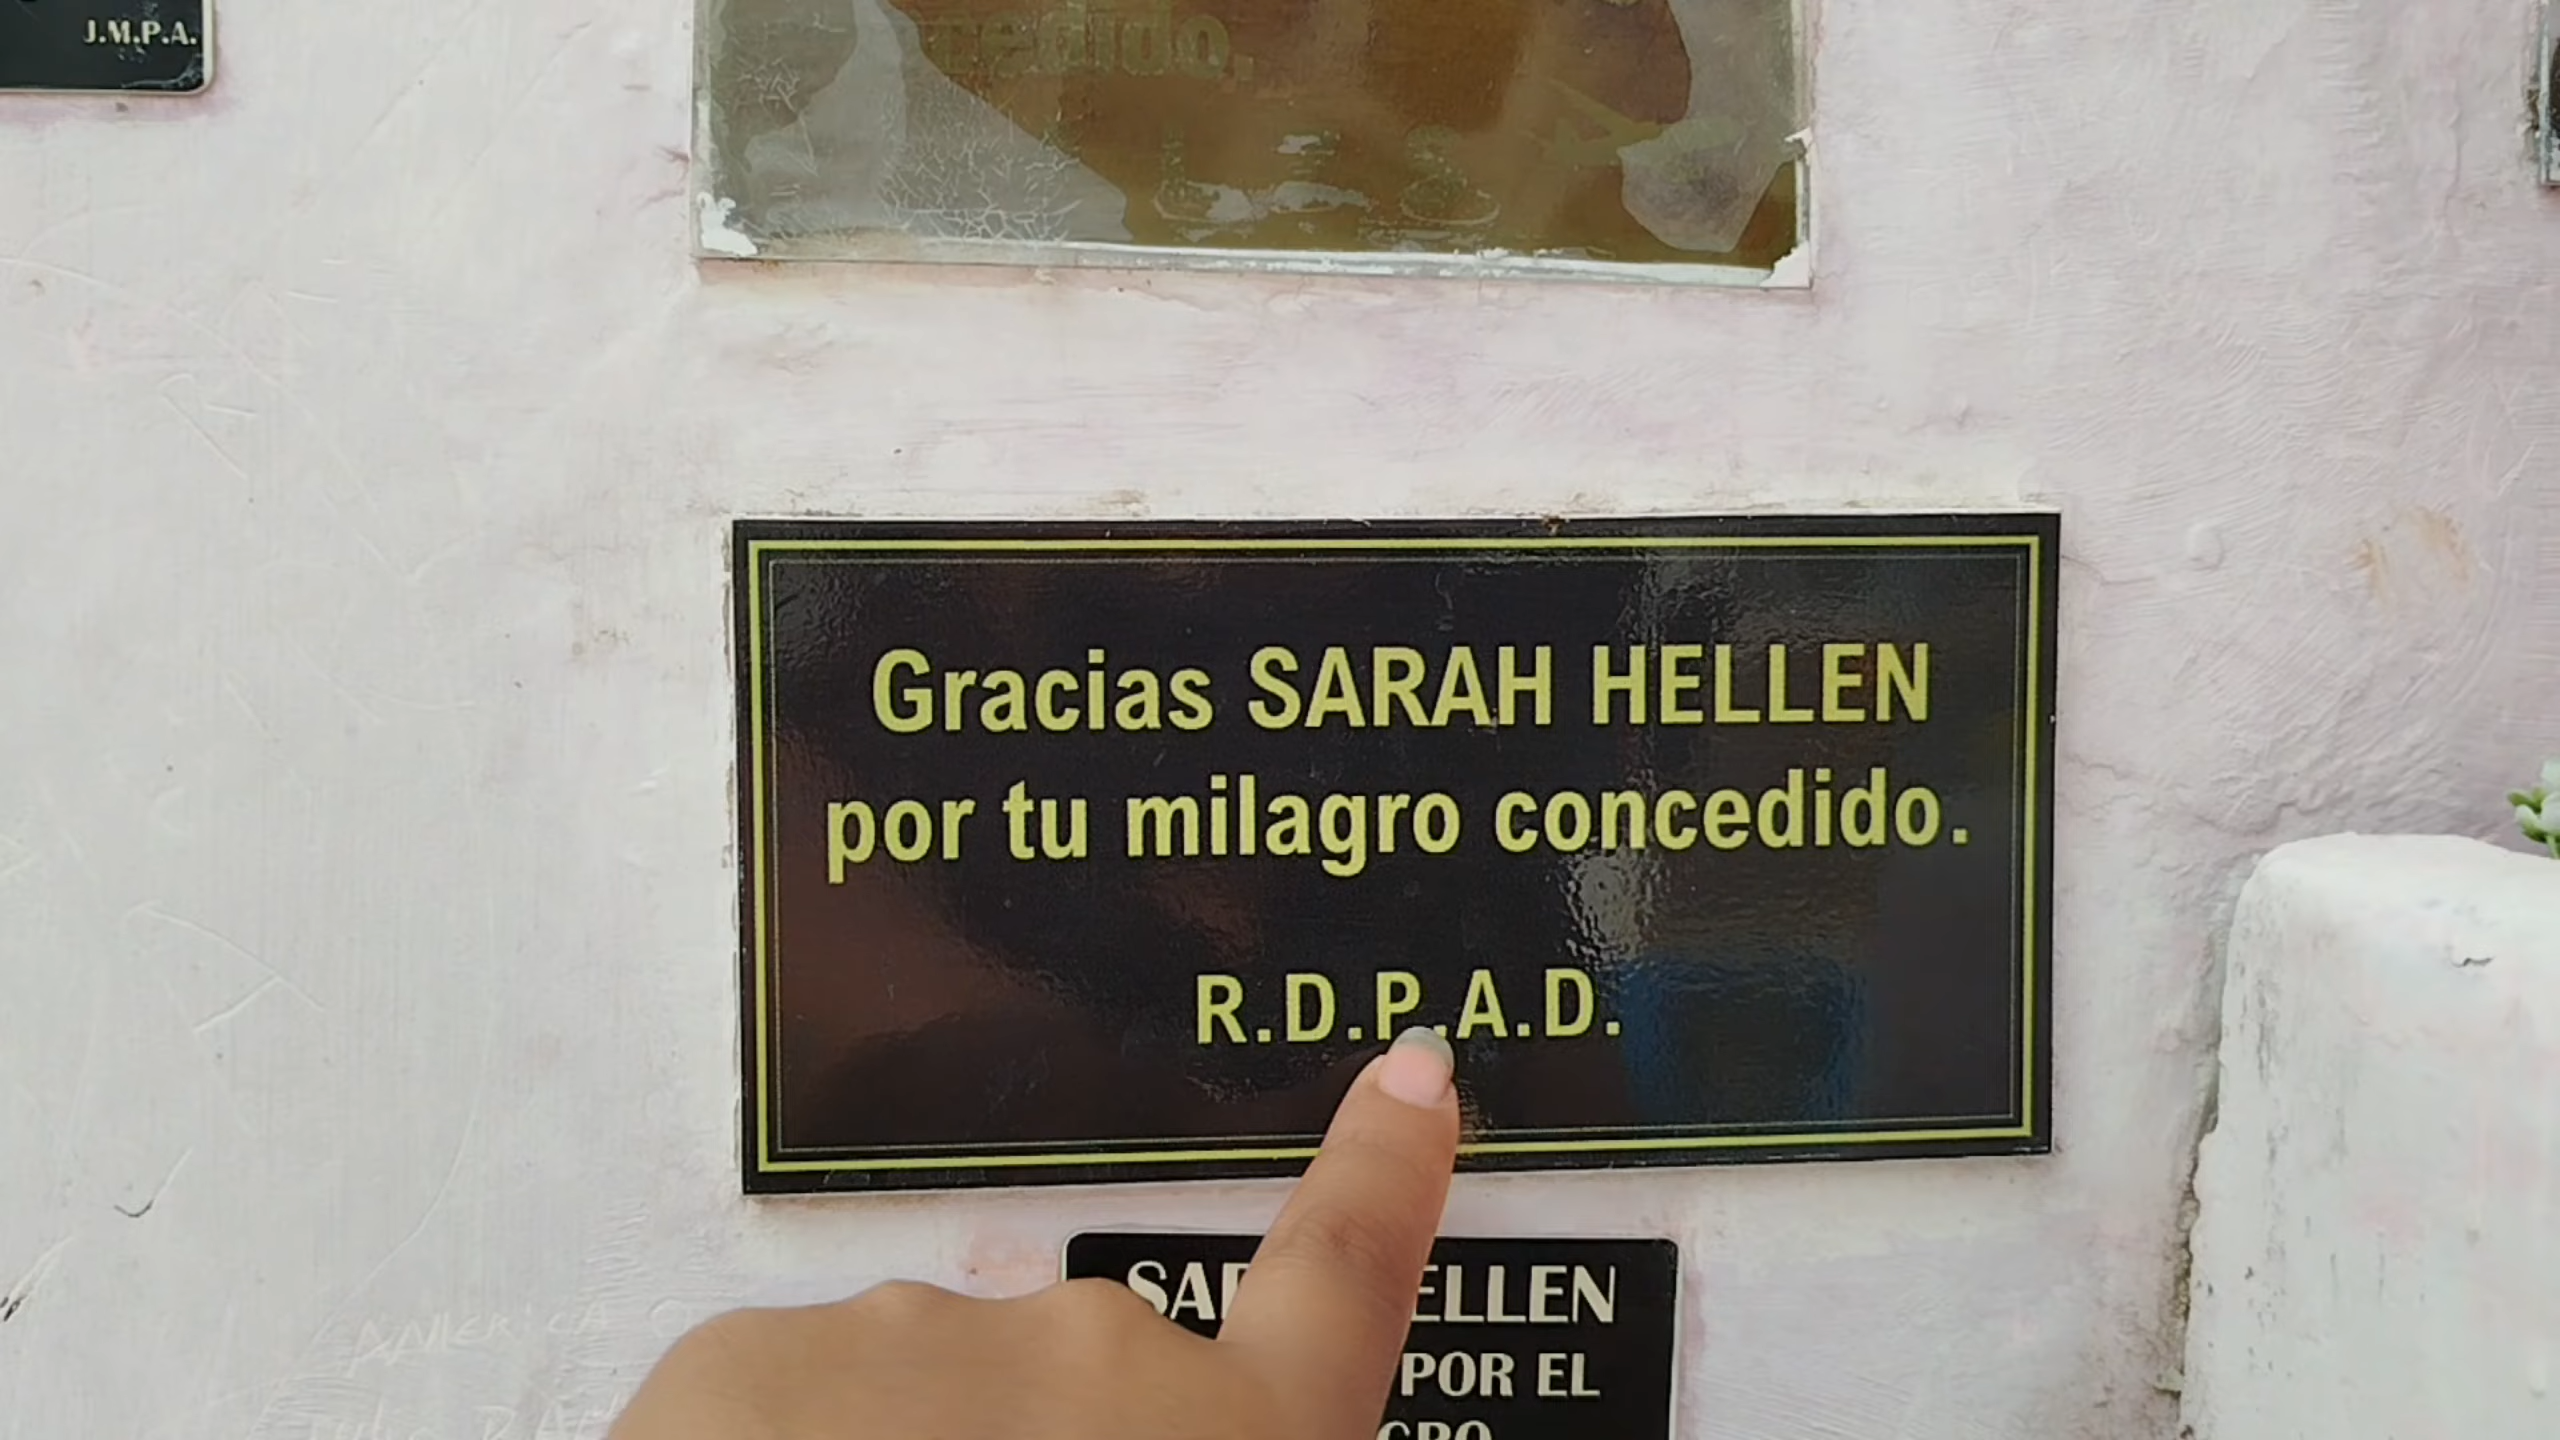 J.M.P.A.
Gracias SARAH HELLEN
por tu milagro concedido.
R.D.P.A.D.
ELLEN
POR EL